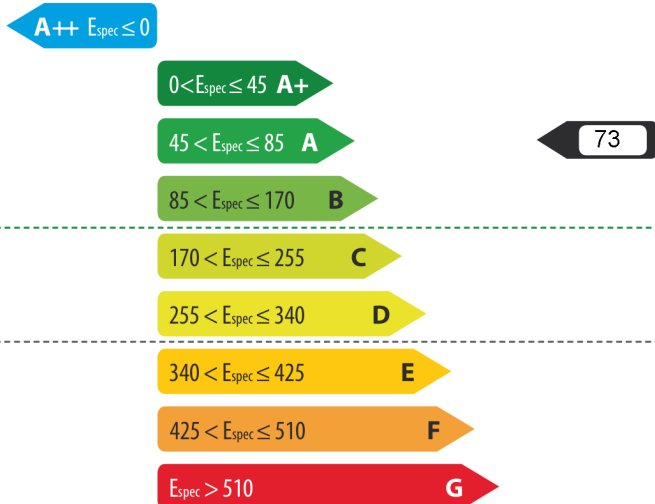 A++ Espec ≤ 0
0<Espec ≤ 45 A+
45 < Espec ≤ 85 A
73
85 < Espec ≤ 170 B
170 < Espec ≤ 255 C
255 < Espec ≤ 340 D
340 < Espec ≤ 425 E
425 < Espec ≤ 510 F
Espec > 510 G